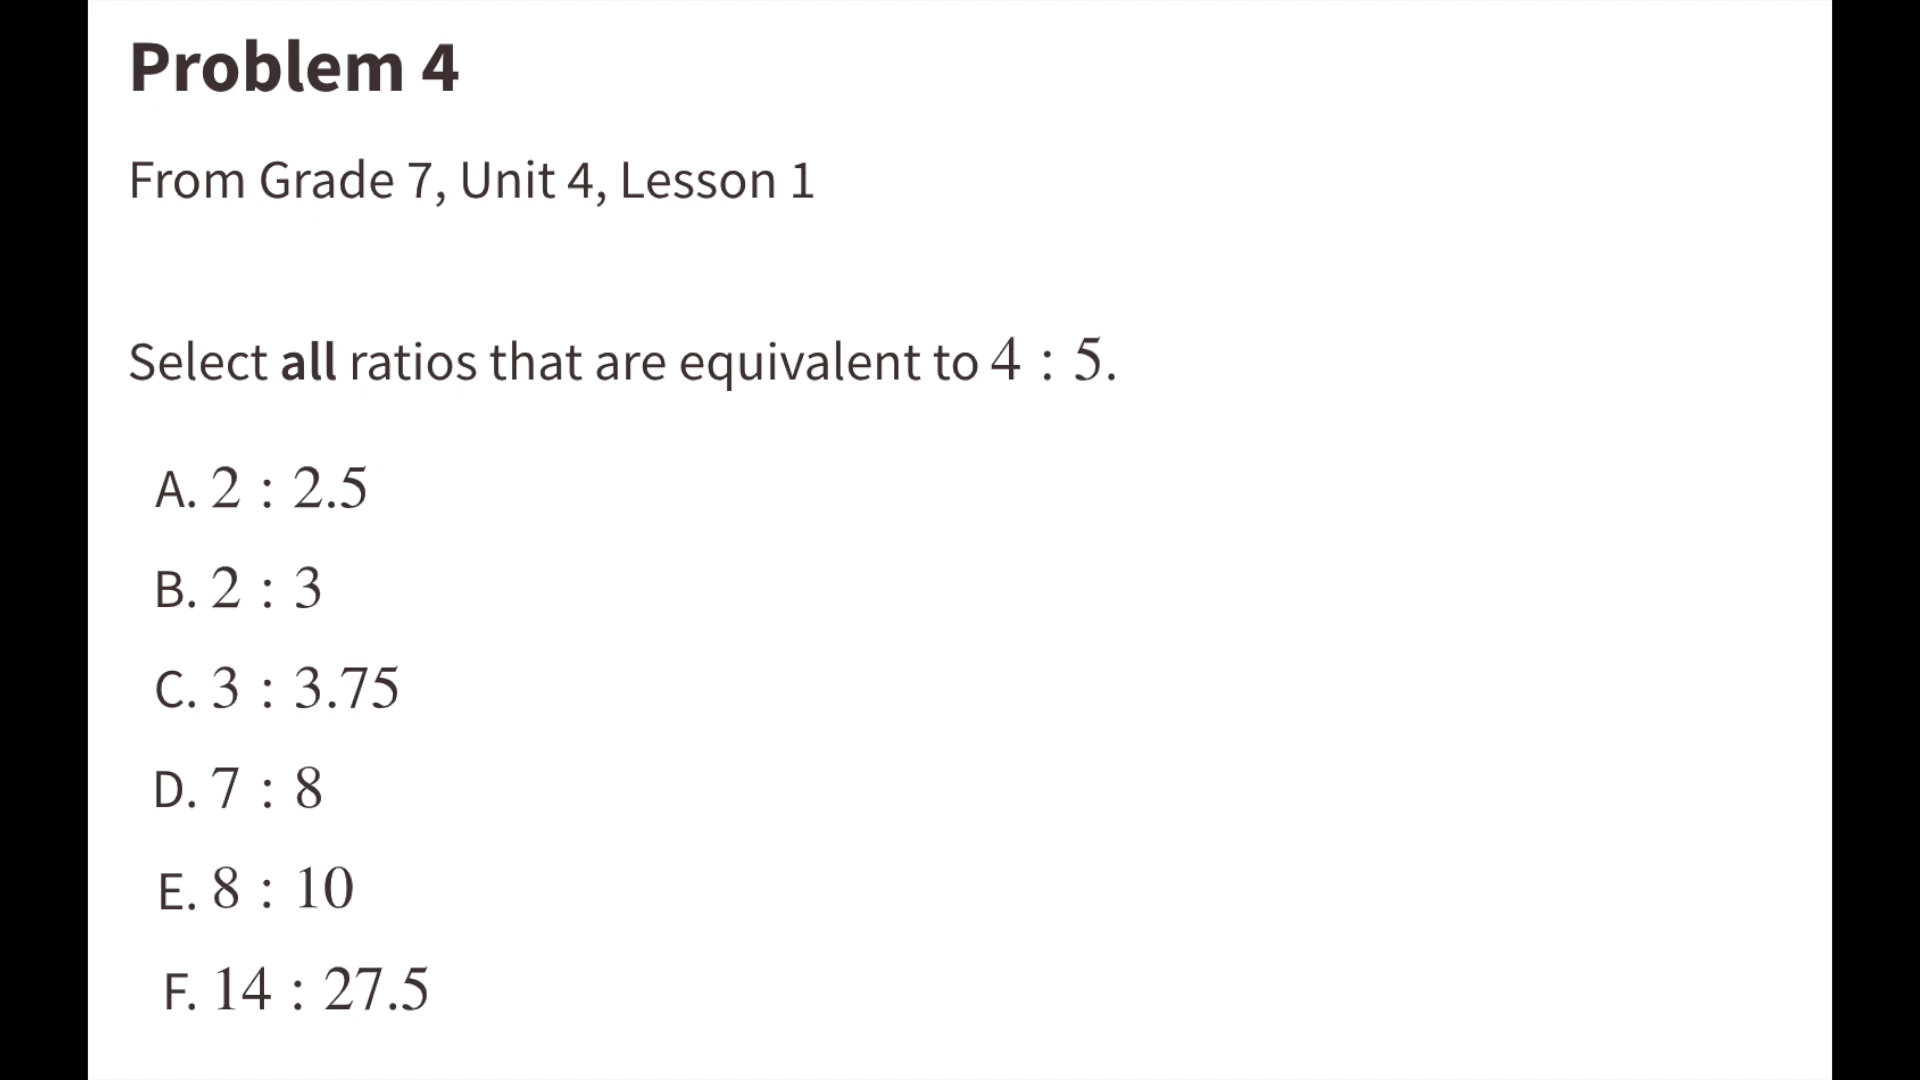 Problem 4
From Grade 7, Unit 4, Lesson 1
Select all ratios that are equivalent to 4 : 5.
A. 2 : 2.5
B. 2 : 3
C. 3 : 3.75
D. 7 : 8
E. 8 : 10
F. 14 : 27.5